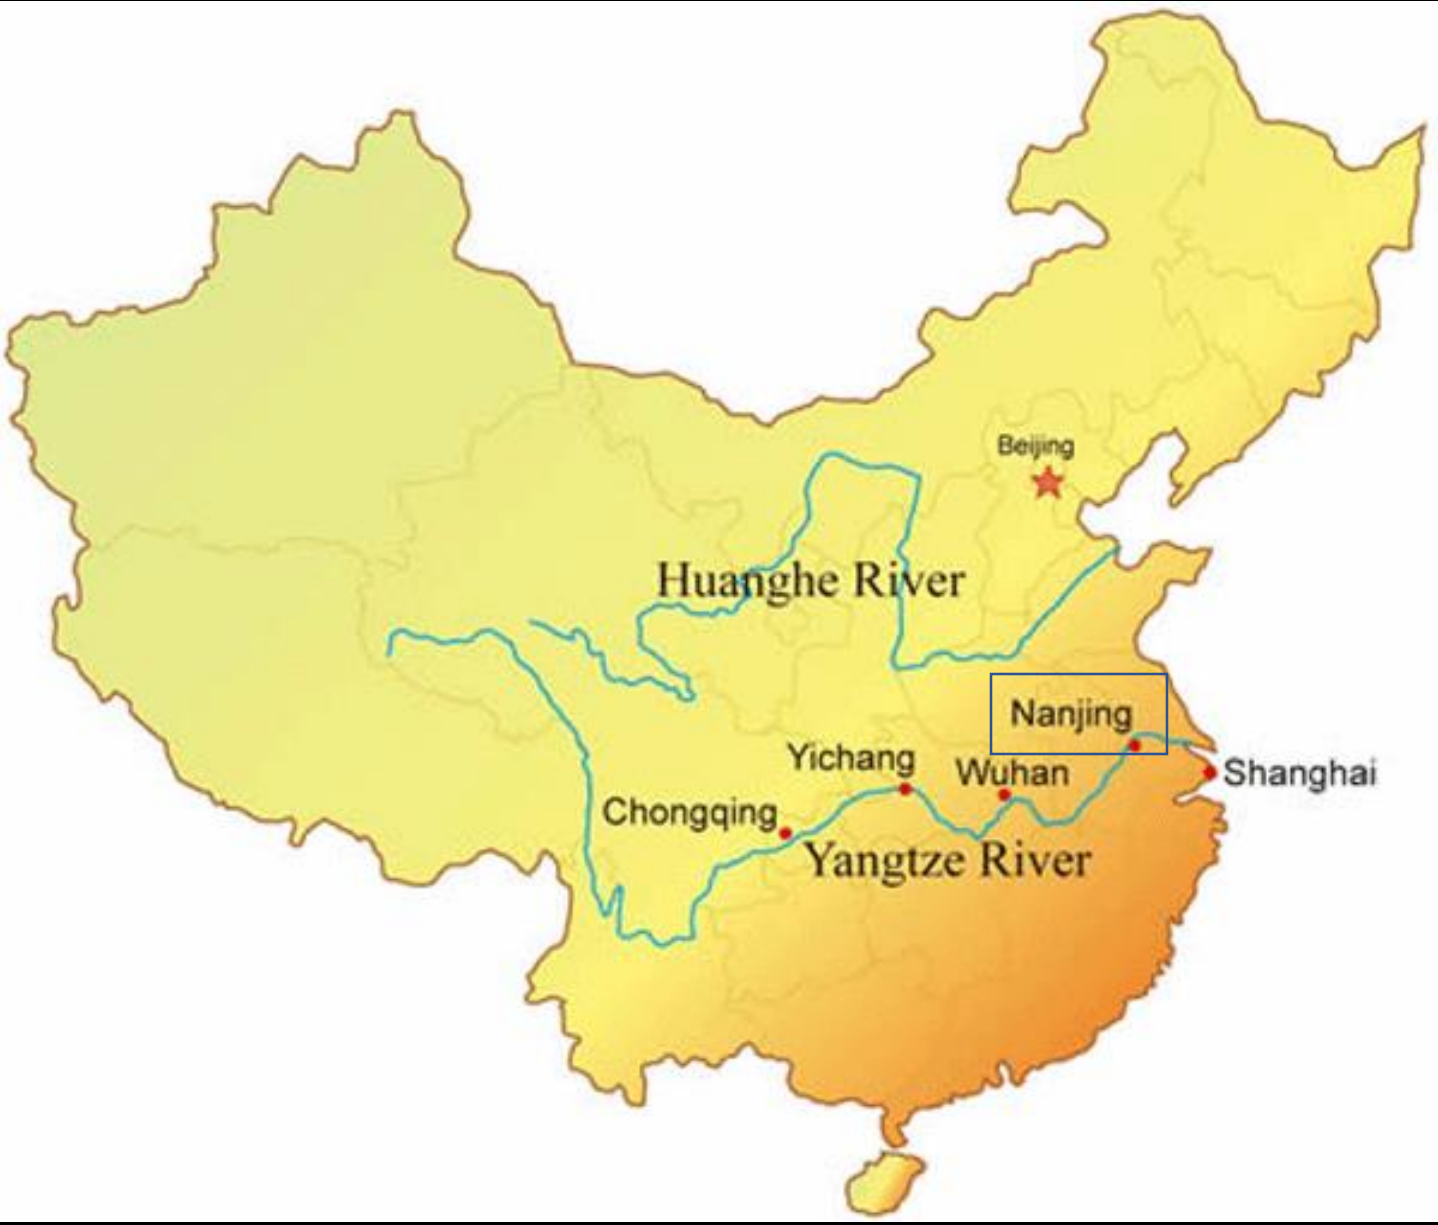 Beijing
Huanghe River
Nanjing
Yichang
Wuhan
Shanghai
Chongqing
Yangtze River